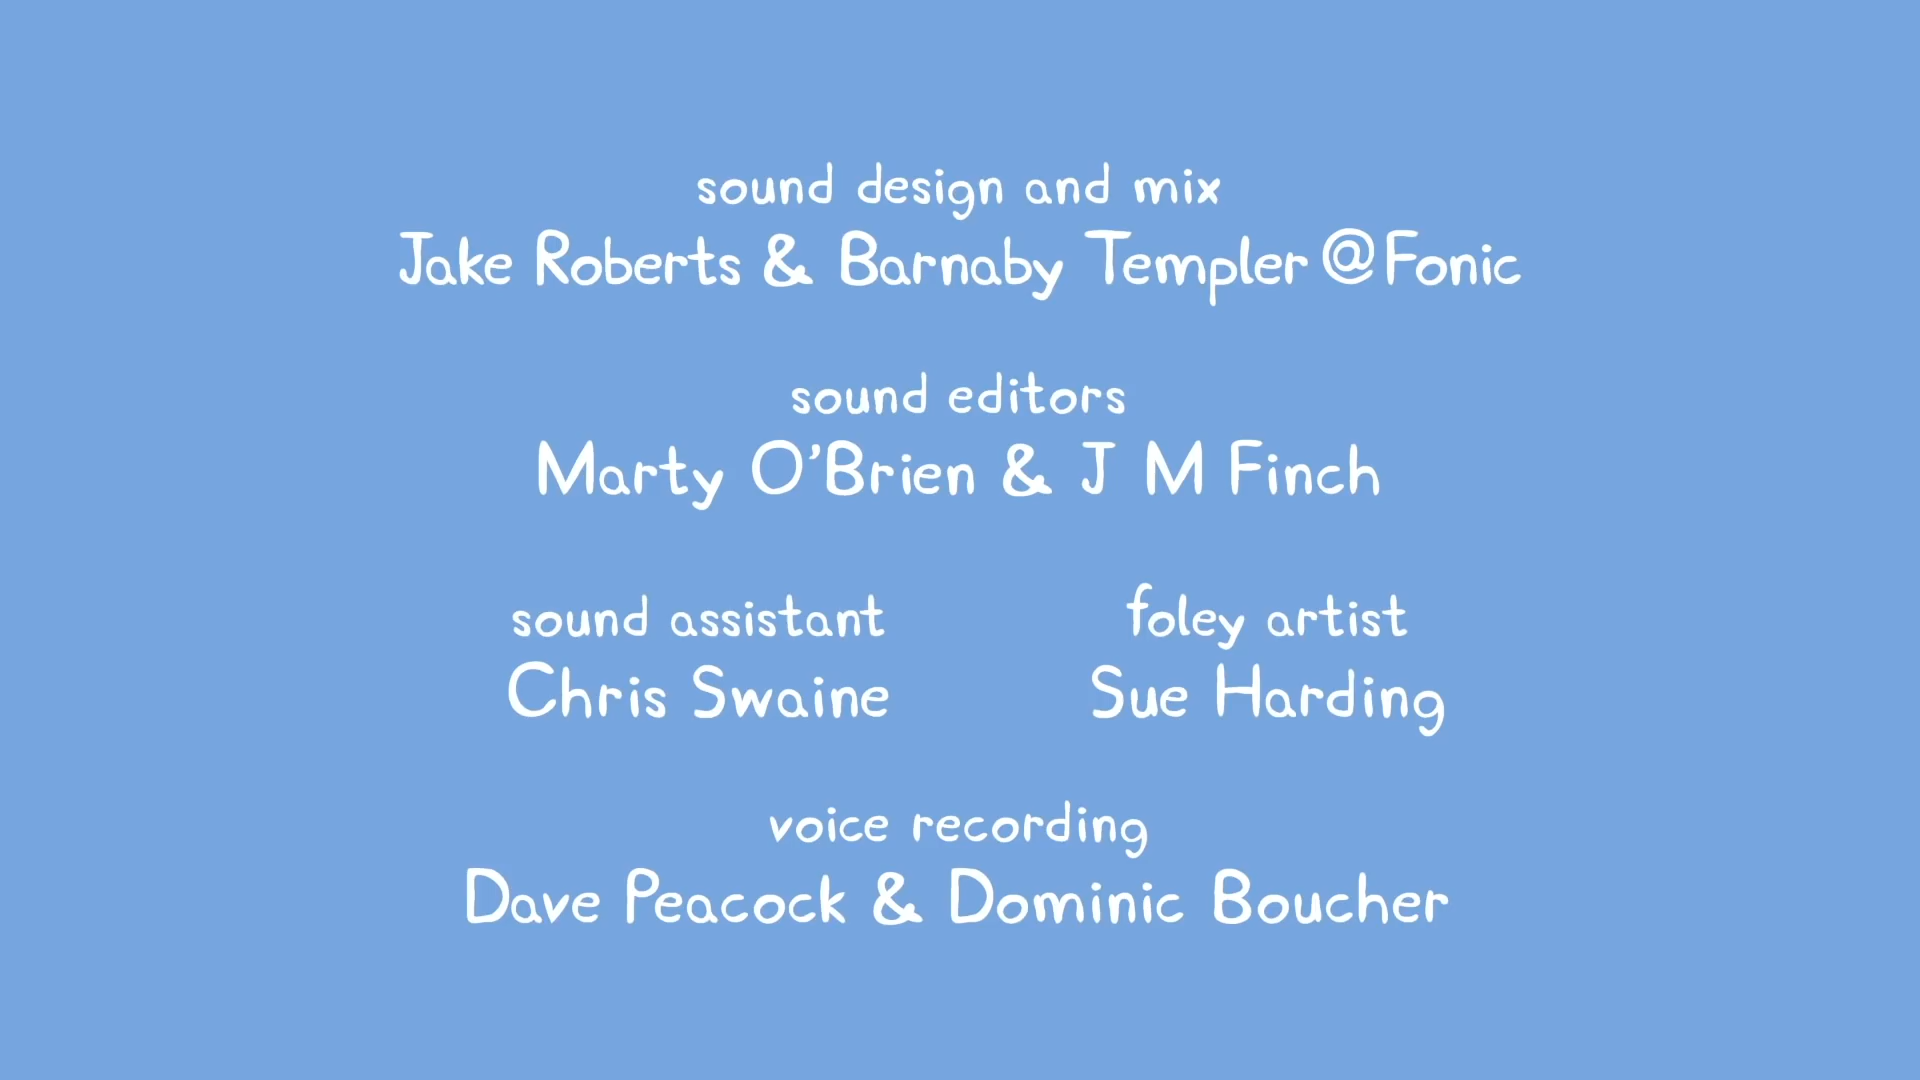 sound design and mix
Jake Roberts & Barnaby Templer @Fonic
sound editors
Marty O'Brien & J M Finch
sound assistant
Chris Swaine
foley artist
Sue Harding
voice recording
Dave Peacock & Dominic Boucher